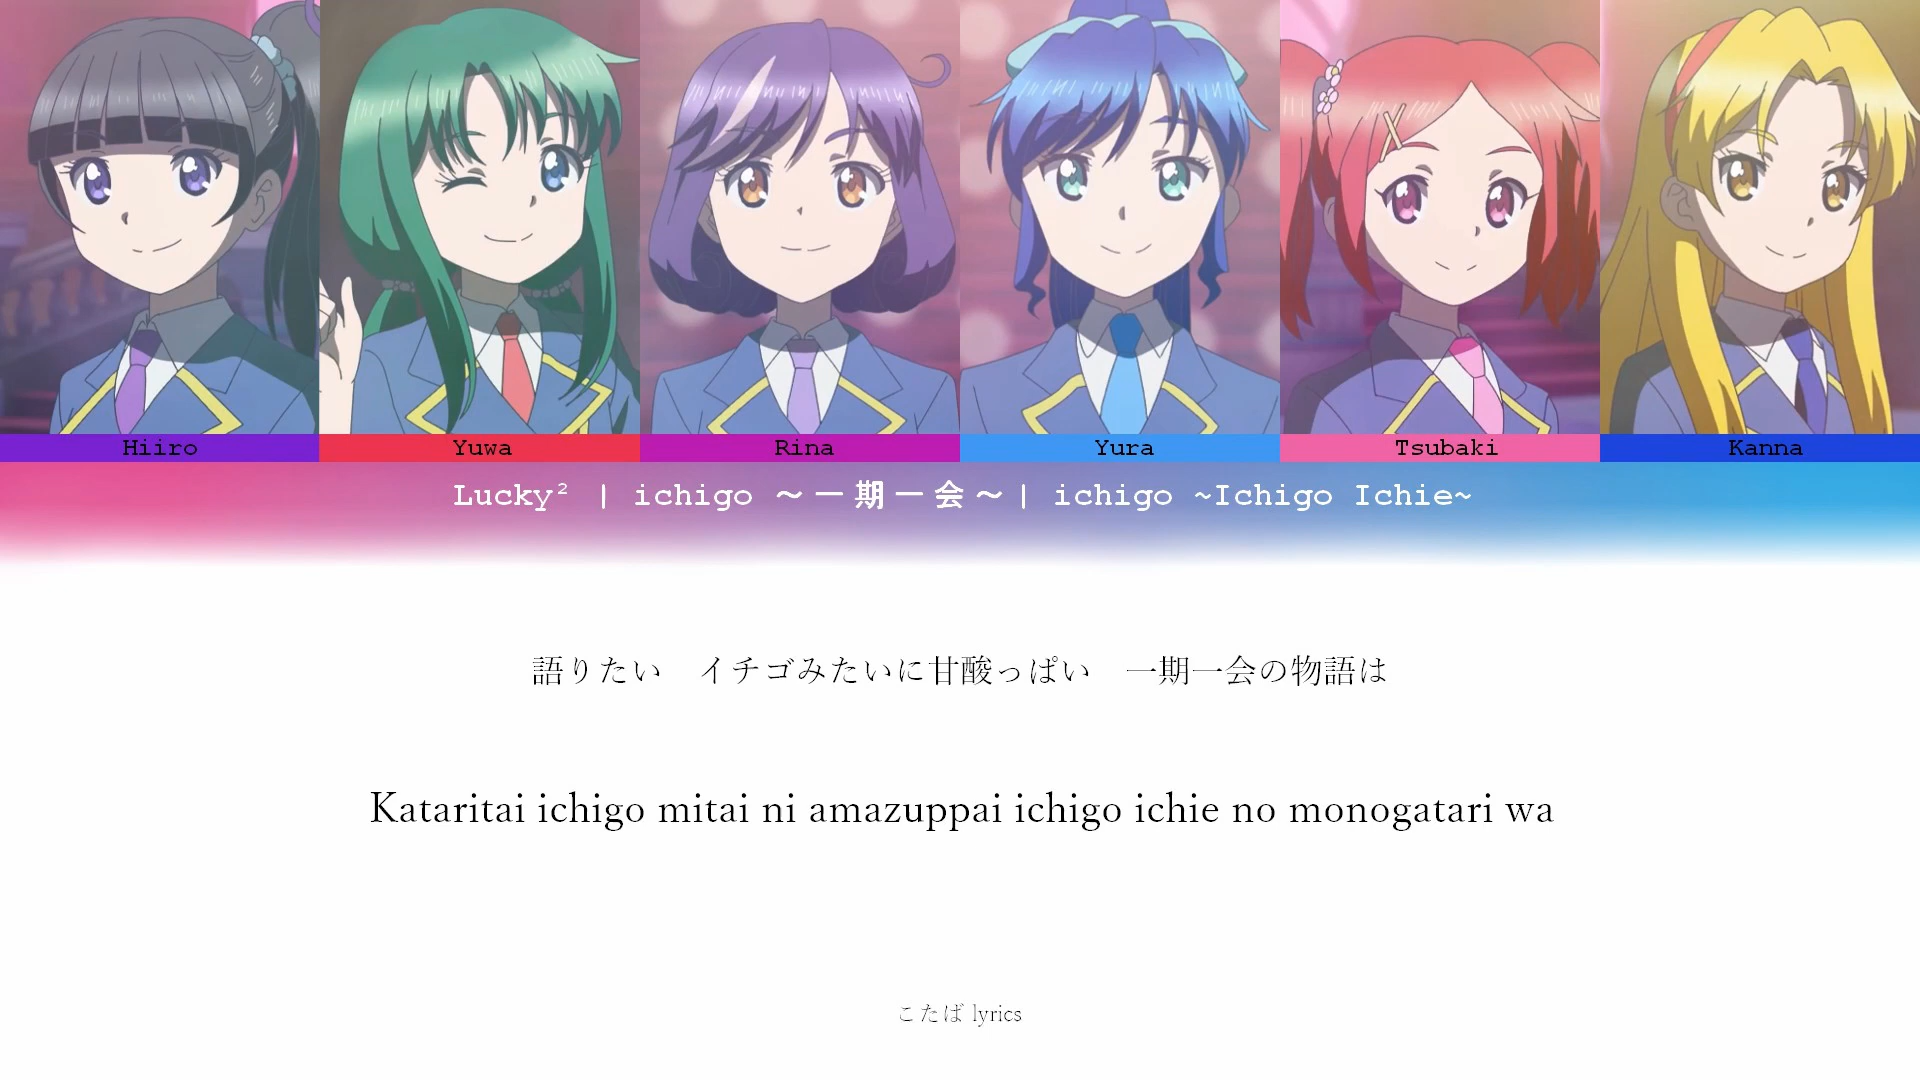 Hiiro Yuwa Rina Yura Tsubaki Kanna
Lucky² | ichigo ～一期一会～| ichigo ~Ichigo Ichie~
語りたい　イチゴみたいに甘酸っぱい　一期一会の物語は
Kataritai ichigo mitai ni amazuppai ichigo ichie no monogatari wa
こたば lyrics